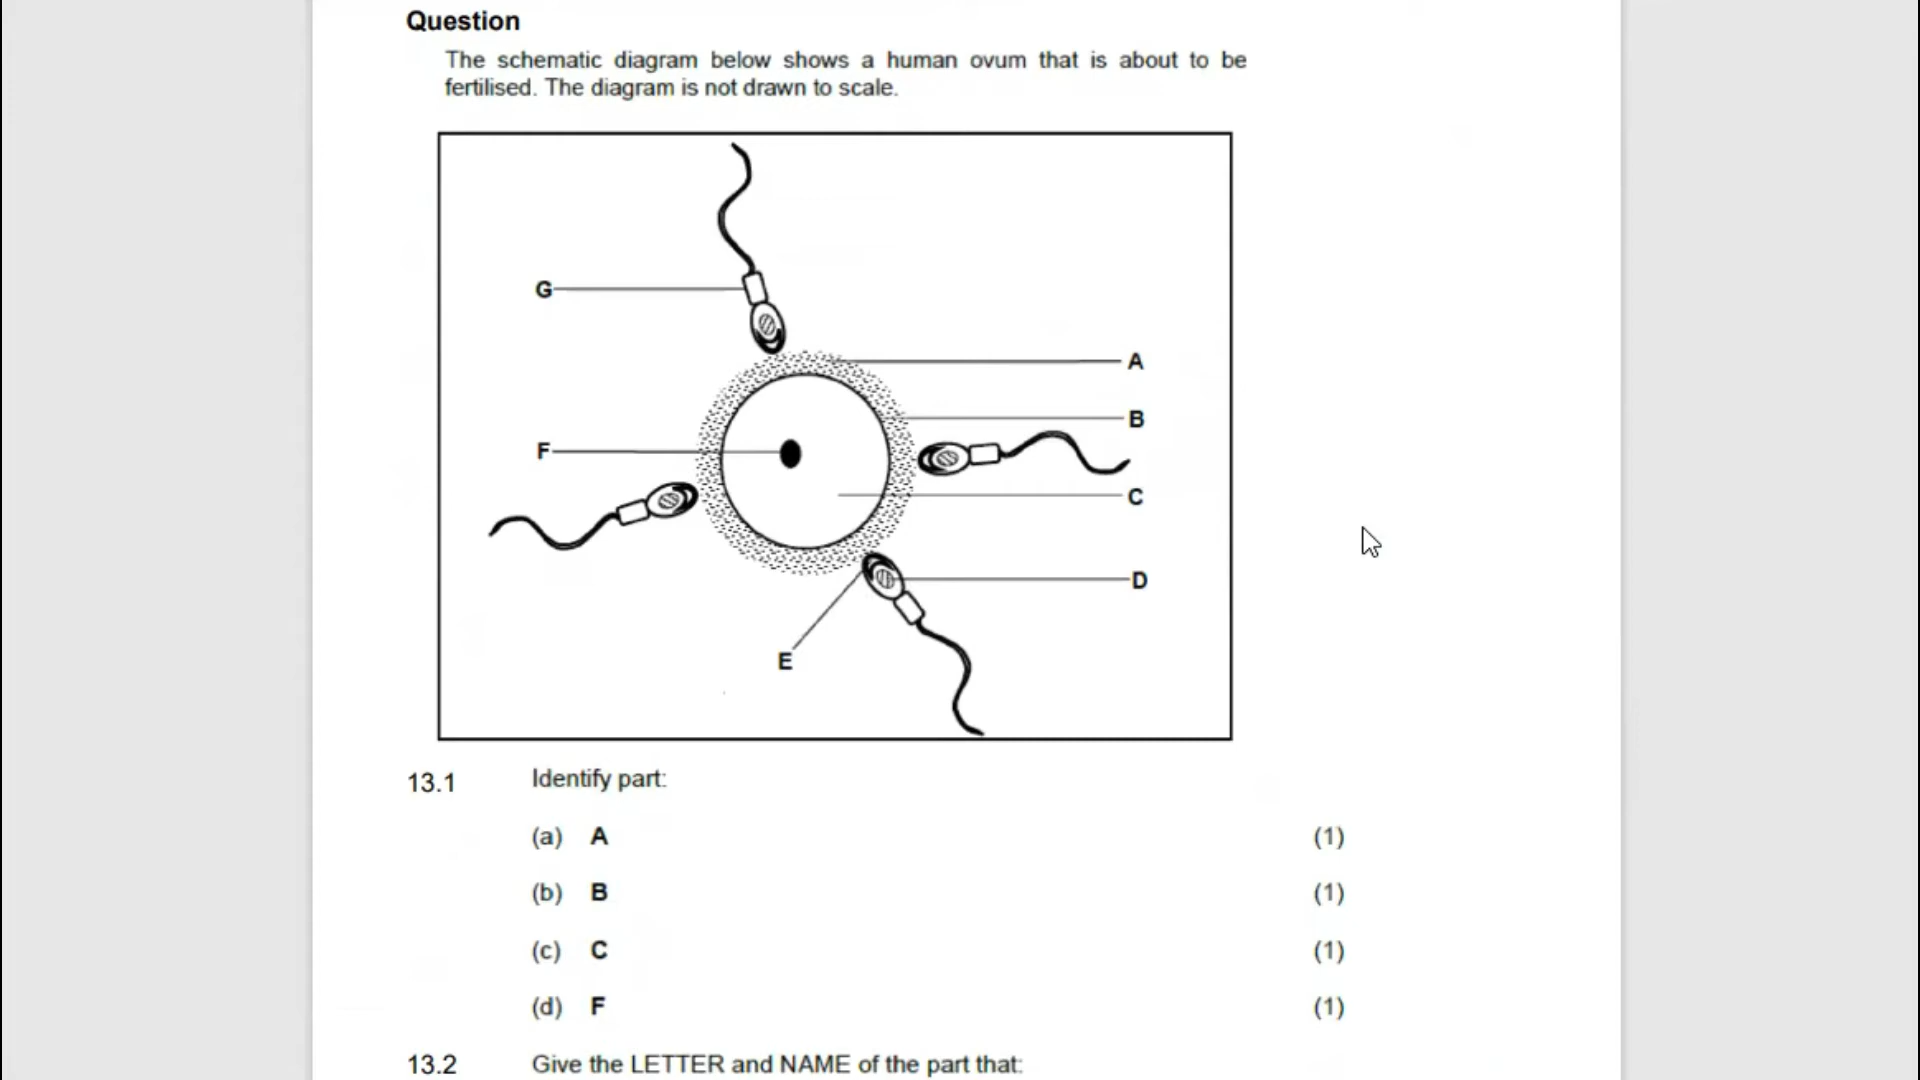 Question
The schematic diagram below shows a human ovum that is about to be
fertilised. The diagram is not drawn to scale.
G
A
B
F
C
D
E
13.1 Identify part:
(a) A (1)
(b) B (1)
(c) C (1)
(d) F (1)
13.2 Give the LETTER and NAME of the part that: